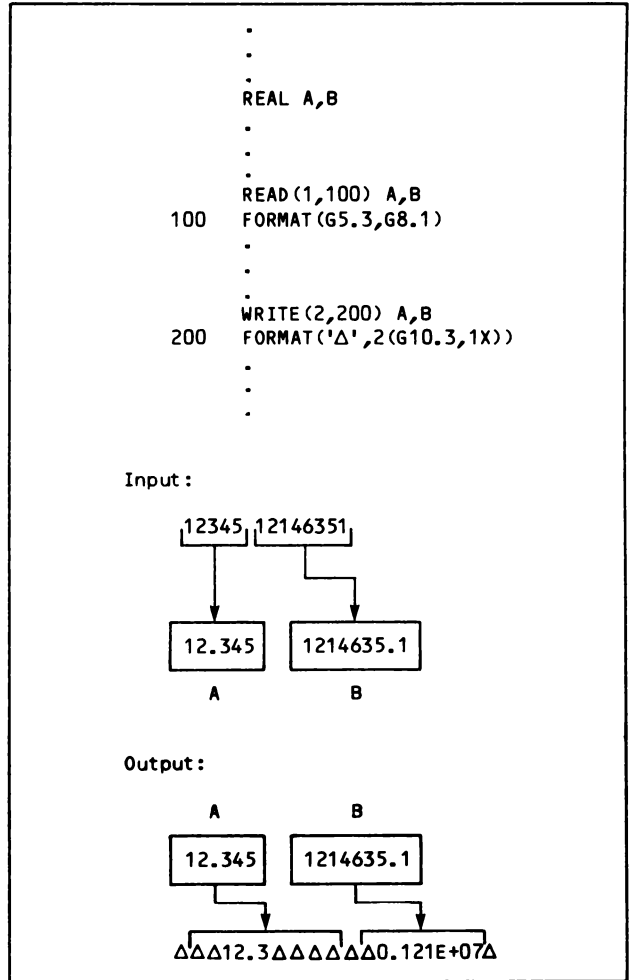 REAL A,B
READ(1,100) A,B
100 FORMAT(G5.3,G8.1)
WRITE(2,200) A,B
200 FORMAT('Δ',2(G10.3,1X))
Input:
12345 12146351
12.345 1214635.1
A B
Output:
A B
12.345 1214635.1
ΔΔΔ12.3ΔΔΔΔΔΔ0.121E+07Δ